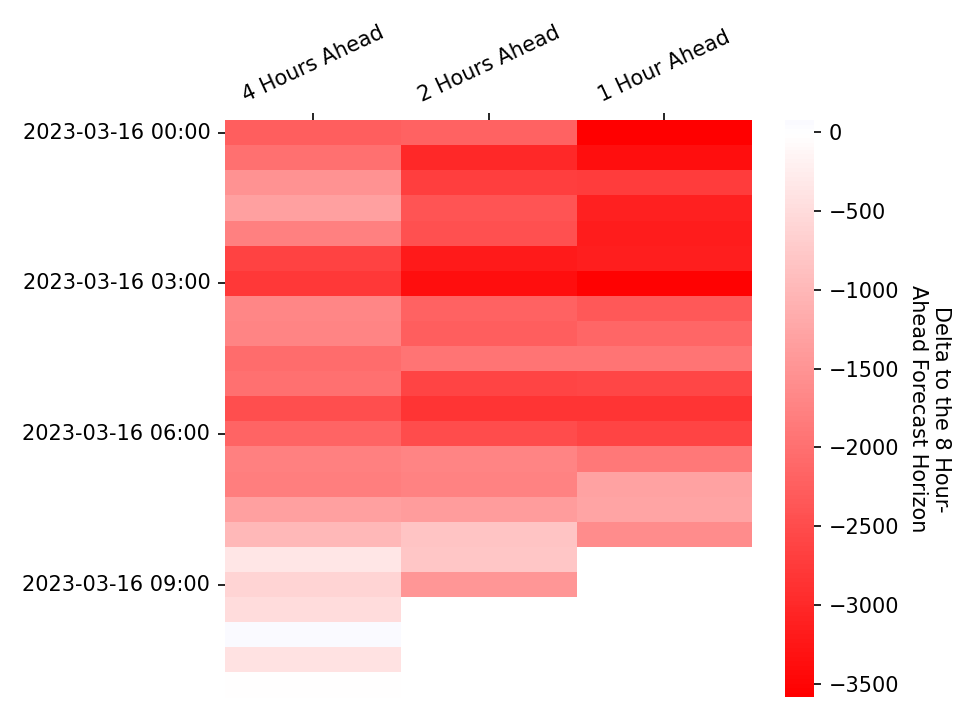 4 Hours Ahead
2 Hours Ahead
1 Hour Ahead
2023-03-16 00:00
2023-03-16 03:00
2023-03-16 06:00
2023-03-16 09:00
0
−500
−1000
−1500
−2000
−2500
−3000
−3500
Delta to the 8 Hour-
Ahead Forecast Horizon